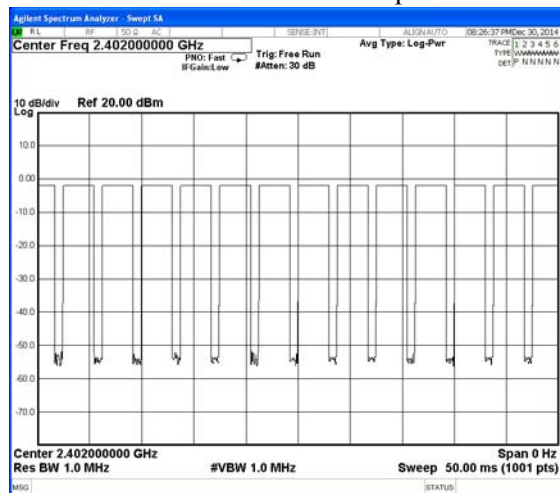 Agilent Spectrum Analyzer - Swept SA
RL RF 50 Ω AC SENSE:INT ALIGNAUTO 08:26:37 PM Dec 30, 2014
Center Freq 2.402000000 GHz
PNO: Fast
IFGain:Low
Trig: Free Run
#Atten: 30 dB
Avg Type: Log-Pwr
TRACE 1 2 3 4 5 6
TYPE
DET P N N N N N
10 dB/div Ref 20.00 dBm
Log
10.0
0.00
-10.0
-20.0
-30.0
-40.0
-50.0
-60.0
-70.0
Center 2.402000000 GHz Span 0 Hz
Res BW 1.0 MHz #VBW 1.0 MHz Sweep 50.00 ms (1001 pts)
MSG STATUS